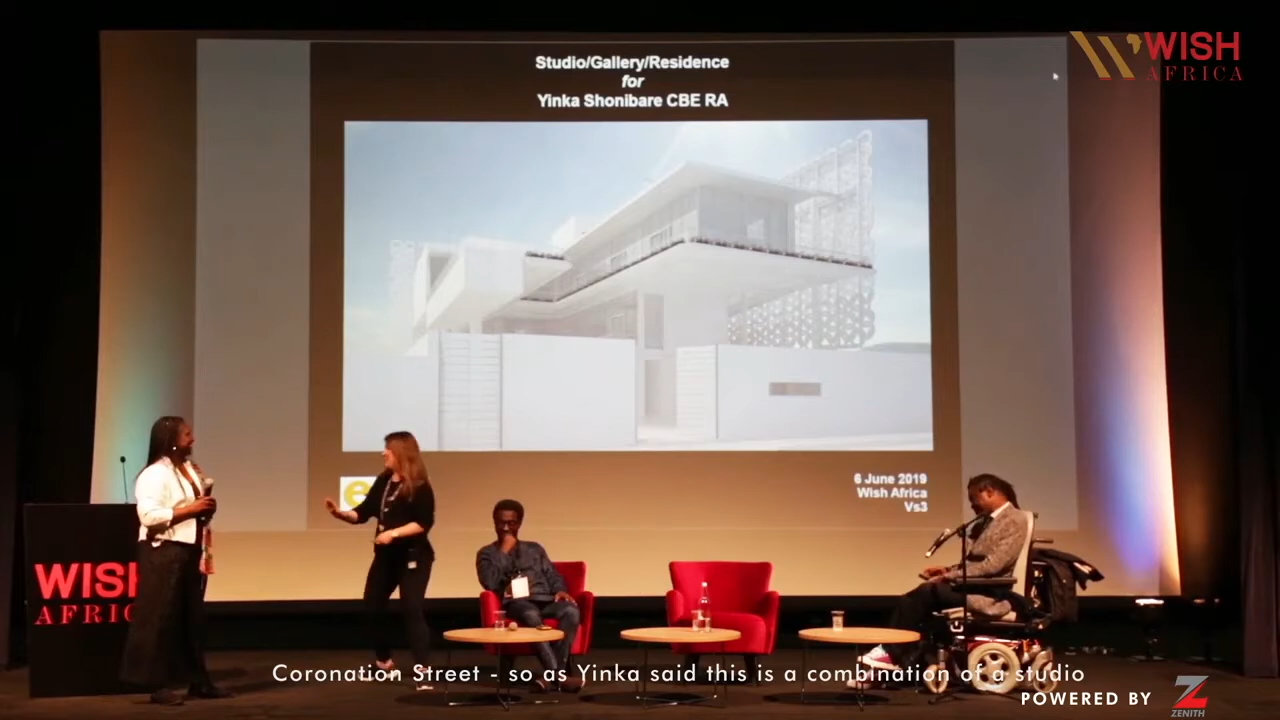 Studio/Gallery/Residence
for
Yinka Shonibare CBE RA
WISH
AFRICA
6 June 2019
Wish Africa
Vs3
e
WISH
AFRIC
Coronation Street - so as Yinka said this is a combination of a studio
POWERED BY
ZENITH